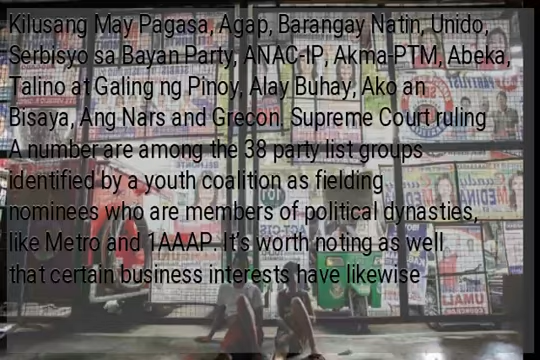 Kilusang May Pagasa, Agap, Barangay Natin, Unido,
Serbisyo sa Bayan Party, ANAC-IP, Akma-PTM, Abeka,
Talino at Galing ng Pinoy, Alay Buhay, Ako an
Bisaya, Ang Nars and Grecon. Supreme Court ruling
A number are among the 38 party list groups
identified by a youth coalition as fielding
nominees who are members of political dynasties,
like Metro and 1AAAP. It's worth noting as well
that certain business interests have likewise